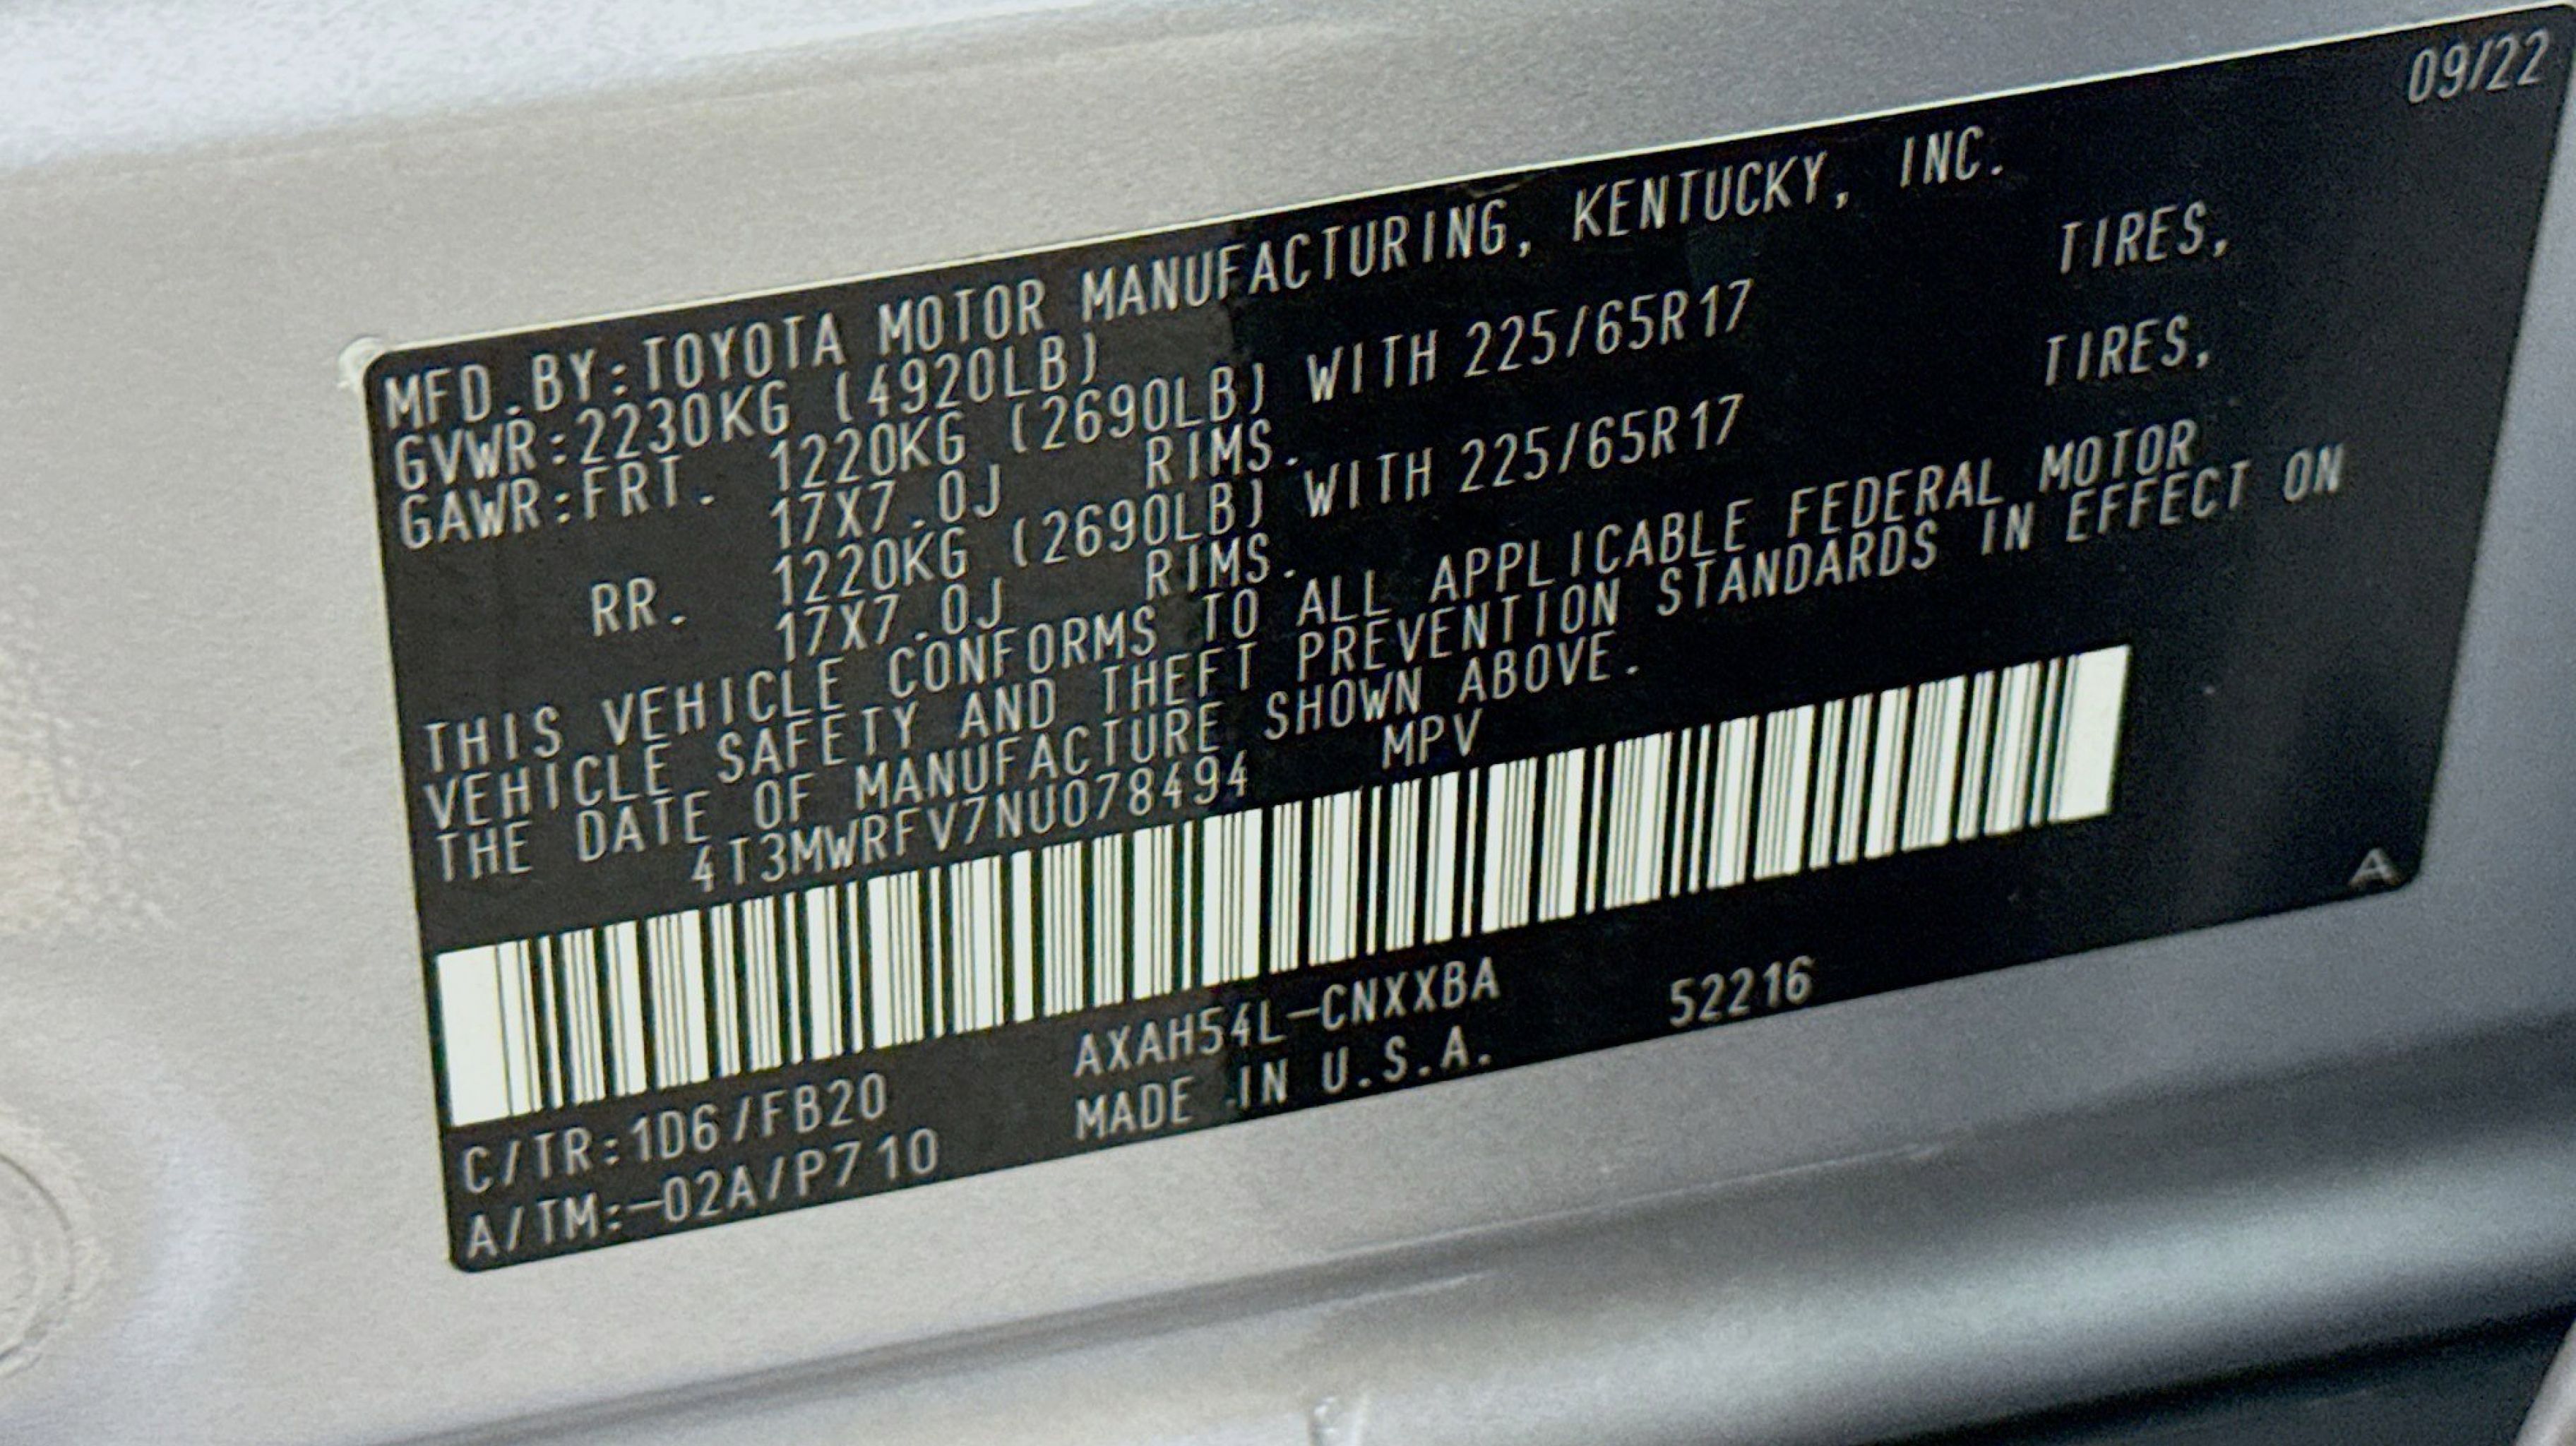 09/22
MFD.BY:TOYOTA MOTOR MANUFACTURING, KENTUCKY, INC.
GVWR:2230KG (4920LB)
GAWR:FRT. 1220KG (2690LB) WITH 225/65R17 TIRES,
17X7.0J RIMS.
RR. 1220KG (2690LB) WITH 225/65R17 TIRES,
17X7.0J RIMS.
THIS VEHICLE CONFORMS TO ALL APPLICABLE FEDERAL MOTOR
VEHICLE SAFETY AND THEFT PREVENTION STANDARDS IN EFFECT ON
THE DATE OF MANUFACTURE SHOWN ABOVE.
4T3MWRFV7NU078494 MPV
C/TR:1D6/FB20 AXAH54L-CNXXBA 52216
A/TM:-02A/P710 MADE IN U.S.A.
A